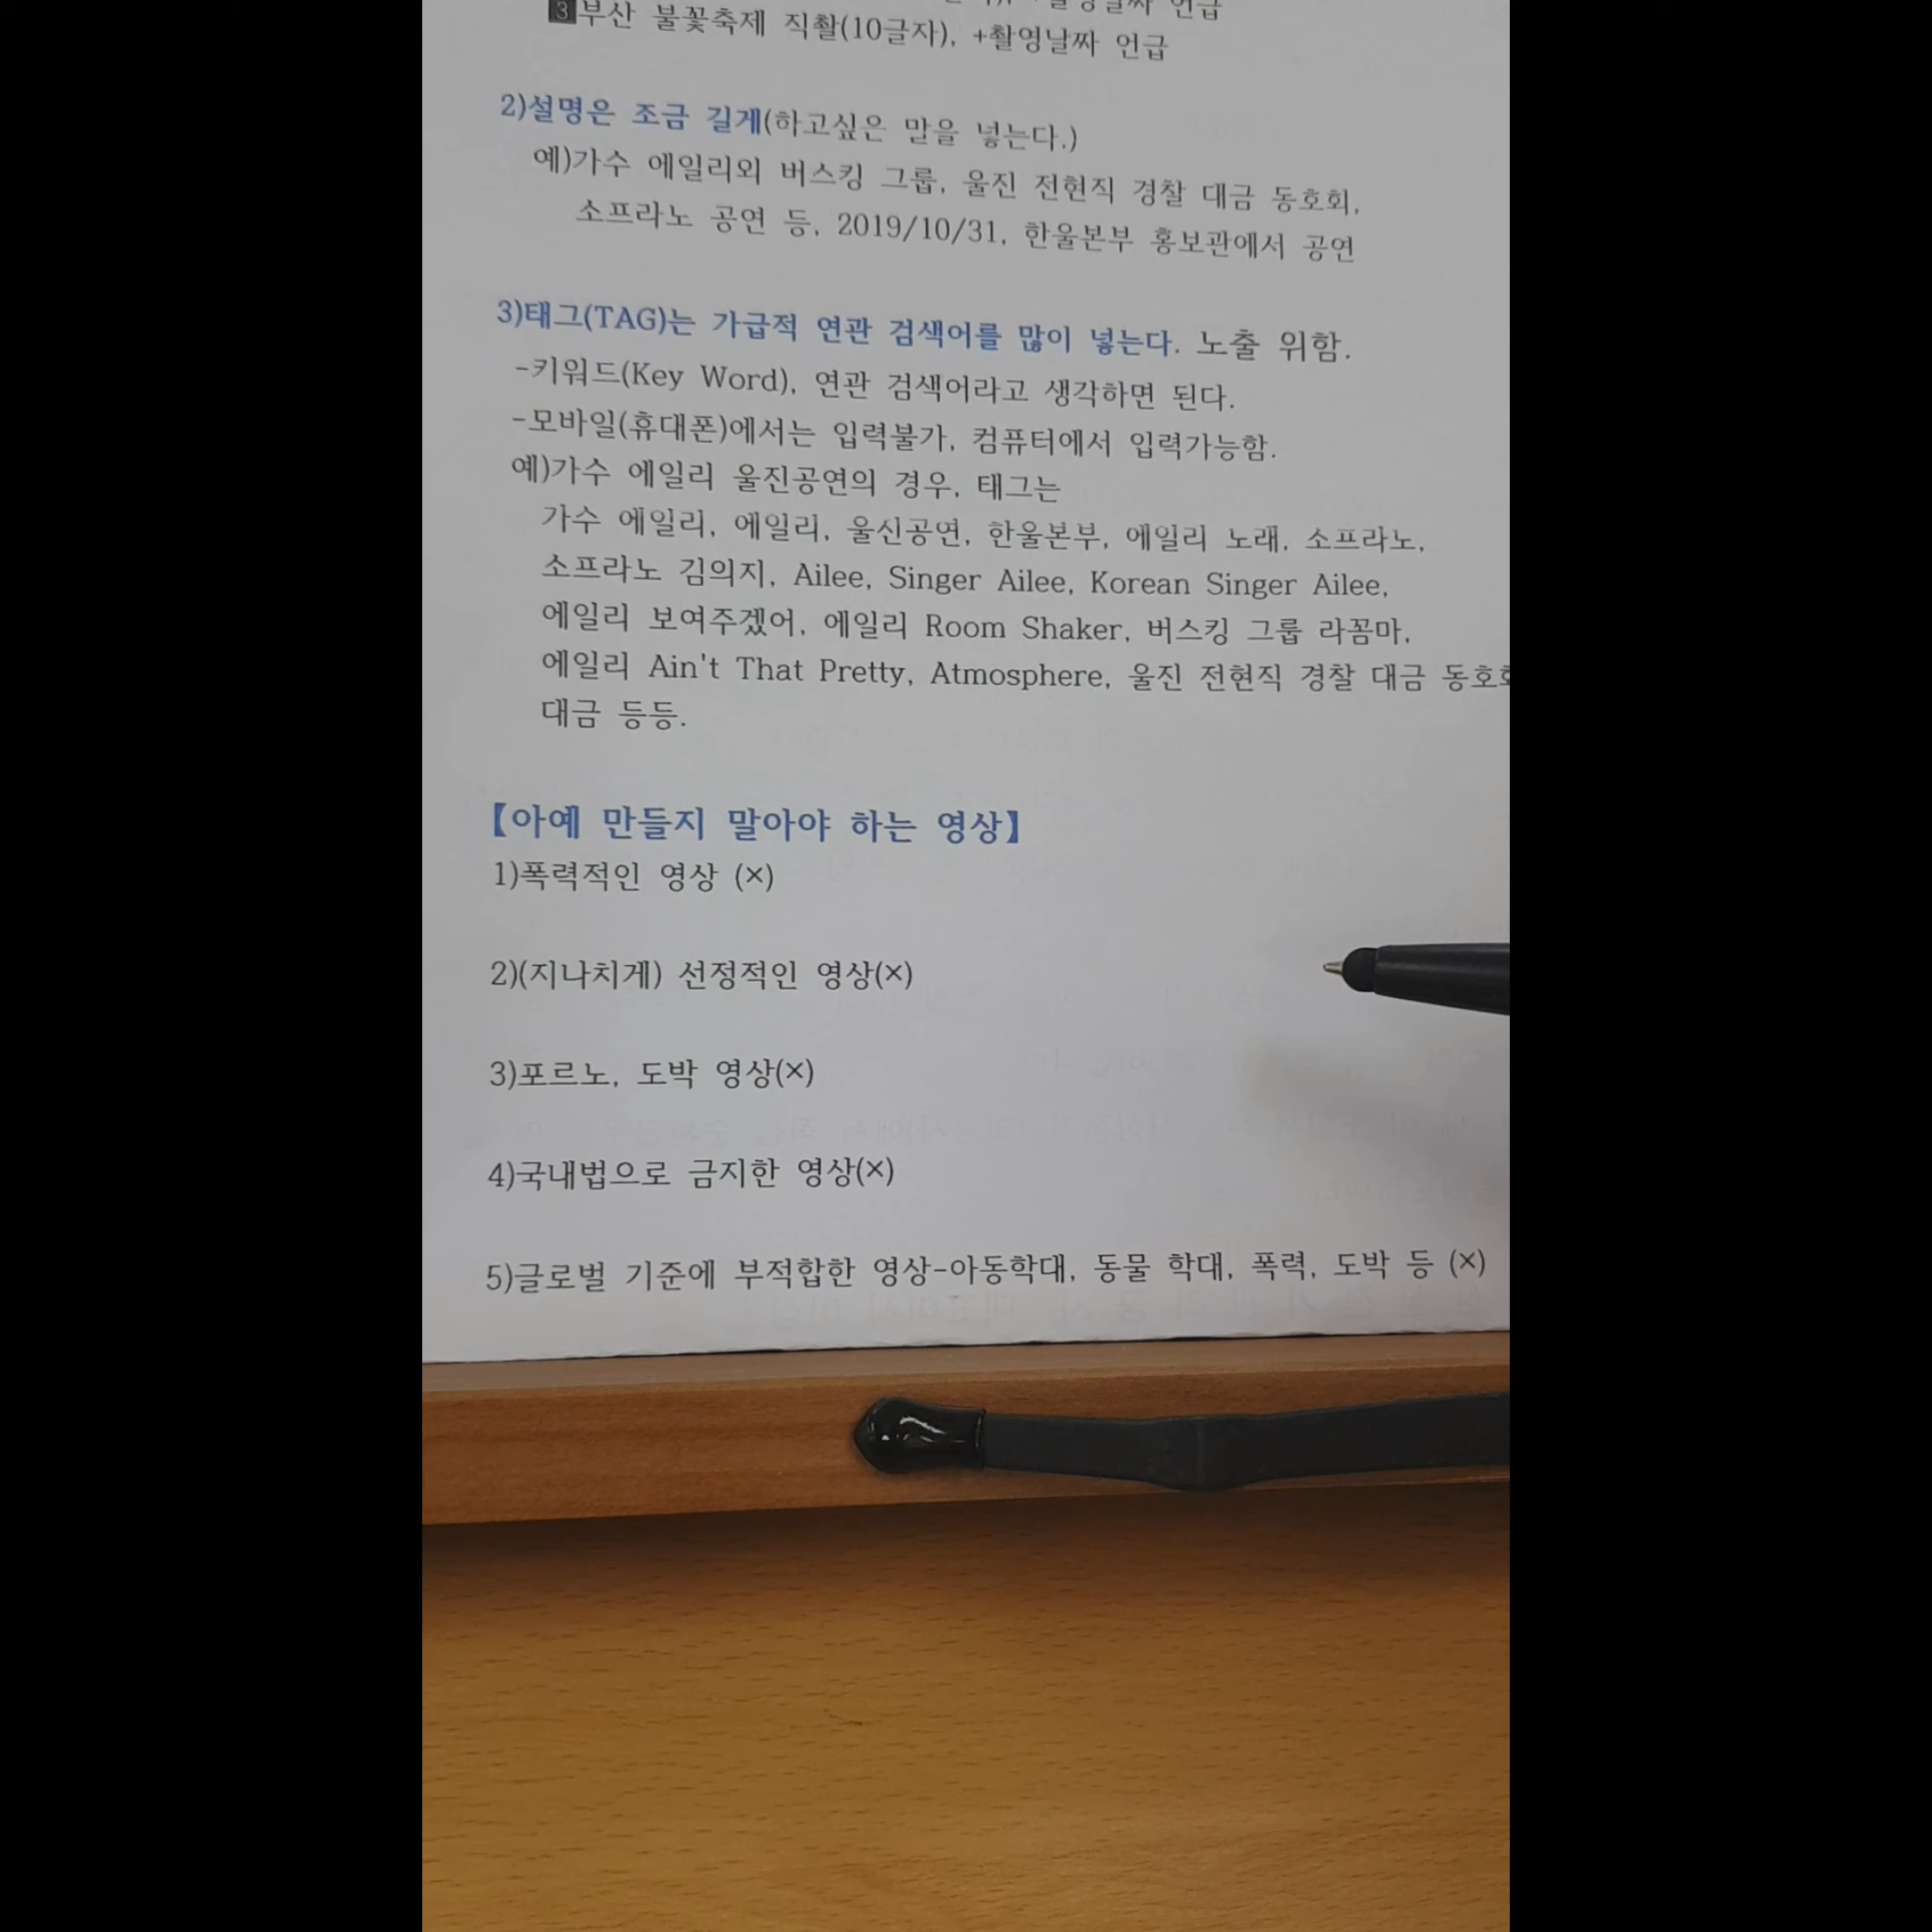 언급
3부산 불꽃축제 직촬(10글자), +촬영날짜 언급
2)설명은 조금 길게(하고싶은 말을 넣는다.)
예)가수 에일리외 버스킹 그룹, 울진 전현직 경찰 대금 동호회,
소프라노 공연 등, 2019/10/31, 한울본부 홍보관에서 공연
3)태그(TAG)는 가급적 연관 검색어를 많이 넣는다. 노출 위함.
-키워드(Key Word), 연관 검색어라고 생각하면 된다.
-모바일(휴대폰)에서는 입력불가, 컴퓨터에서 입력가능함.
예)가수 에일리 울진공연의 경우, 태그는
가수 에일리, 에일리, 울신공연, 한울본부, 에일리 노래, 소프라노,
소프라노 김의지, Ailee, Singer Ailee, Korean Singer Ailee,
에일리 보여주겠어, 에일리 Room Shaker, 버스킹 그룹 라꼼마,
에일리 Ain't That Pretty, Atmosphere, 울진 전현직 경찰 대금
대금 등등.
【아예 만들지 말아야 하는 영상】
1)폭력적인 영상 (×)
2)(지나치게) 선정적인 영상(×)
3)포르노, 도박 영상(×)
4)국내법으로 금지한 영상(×)
5)글로벌 기준에 부적합한 영상-아동학대, 동물 학대, 폭력, 도박 등 (×)